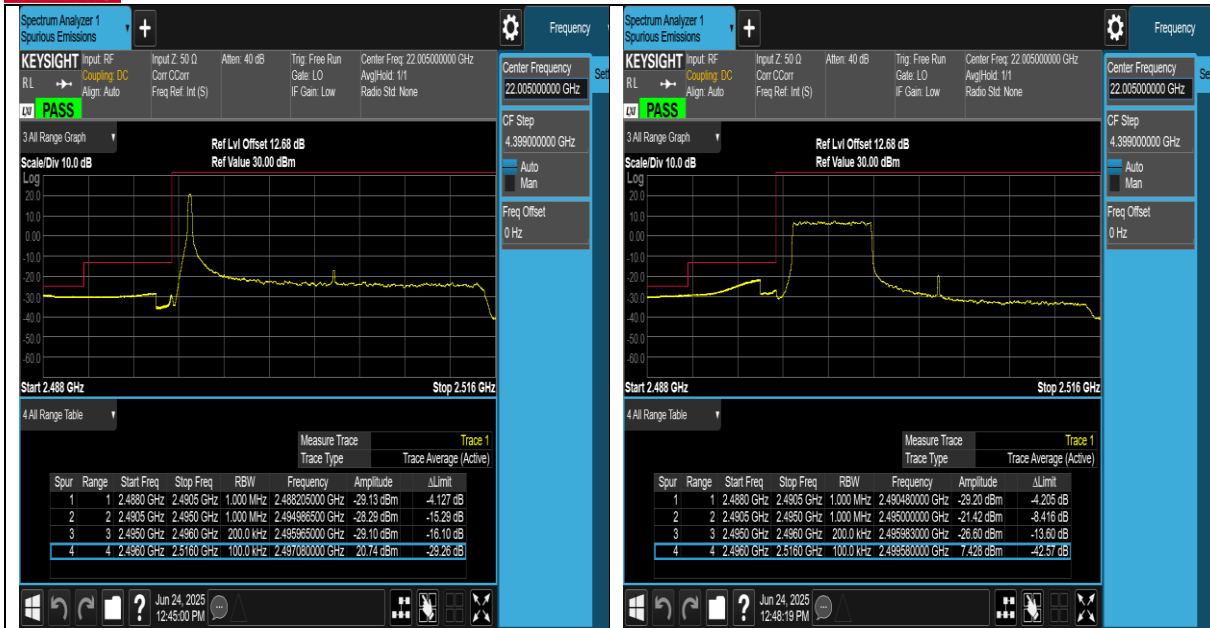 Spectrum Analyzer 1
Spurious Emissions
+
Frequency
KEYSIGHT Input: RF Input Z: 50 Ω Atten: 40 dB Trig: Free Run Center Freq: 22.005000000 GHz
Coupling: DC Corr CCorr Gate: LO Avg|Hold: 1/1
RL Align: Auto Freq Ref: Int (S) IF Gain: Low Radio Std: None
LXI PASS
Center Frequency
22.005000000 GHz
Sett
CF Step
4.399000000 GHz
Auto
Man
Freq Offset
0 Hz
3 All Range Graph
Ref Lvl Offset 12.68 dB
Scale/Div 10.0 dB Ref Value 30.00 dBm
Log
20.0
10.0
0.00
-10.0
-20.0
-30.0
-40.0
-50.0
-60.0
Start 2.488 GHz Stop 2.516 GHz
4 All Range Table
Measure Trace Trace 1
Trace Type Trace Average (Active)
Spur Range Start Freq Stop Freq RBW Frequency Amplitude ΔLimit
1 1 2.4880 GHz 2.4905 GHz 1.000 MHz 2.488205000 GHz -29.13 dBm -4.127 dB
2 2 2.4905 GHz 2.4950 GHz 1.000 MHz 2.494986500 GHz -28.29 dBm -15.29 dB
3 3 2.4950 GHz 2.4960 GHz 200.0 kHz 2.495965000 GHz -29.10 dBm -16.10 dB
4 4 2.4960 GHz 2.5160 GHz 100.0 kHz 2.497080000 GHz 20.74 dBm -29.26 dB
? Jun 24, 2025
12:45:00 PM
Spectrum Analyzer 1
Spurious Emissions
+
Frequency
KEYSIGHT Input: RF Input Z: 50 Ω Atten: 40 dB Trig: Free Run Center Freq: 22.005000000 GHz
Coupling: DC Corr CCorr Gate: LO Avg|Hold: 1/1
RL Align: Auto Freq Ref: Int (S) IF Gain: Low Radio Std: None
LXI PASS
Center Frequency
22.005000000 GHz
Se
CF Step
4.399000000 GHz
Auto
Man
Freq Offset
0 Hz
3 All Range Graph
Ref Lvl Offset 12.68 dB
Scale/Div 10.0 dB Ref Value 30.00 dBm
Log
20.0
10.0
0.00
-10.0
-20.0
-30.0
-40.0
-50.0
-60.0
Start 2.488 GHz Stop 2.516 GHz
4 All Range Table
Measure Trace Trace 1
Trace Type Trace Average (Active)
Spur Range Start Freq Stop Freq RBW Frequency Amplitude ΔLimit
1 1 2.4880 GHz 2.4905 GHz 1.000 MHz 2.490480000 GHz -29.20 dBm -4.205 dB
2 2 2.4905 GHz 2.4950 GHz 1.000 MHz 2.495000000 GHz -21.42 dBm -8.416 dB
3 3 2.4950 GHz 2.4960 GHz 200.0 kHz 2.495983000 GHz -26.60 dBm -13.60 dB
4 4 2.4960 GHz 2.5160 GHz 100.0 kHz 2.499580000 GHz 7.428 dBm -42.57 dB
? Jun 24, 2025
12:48:19 PM